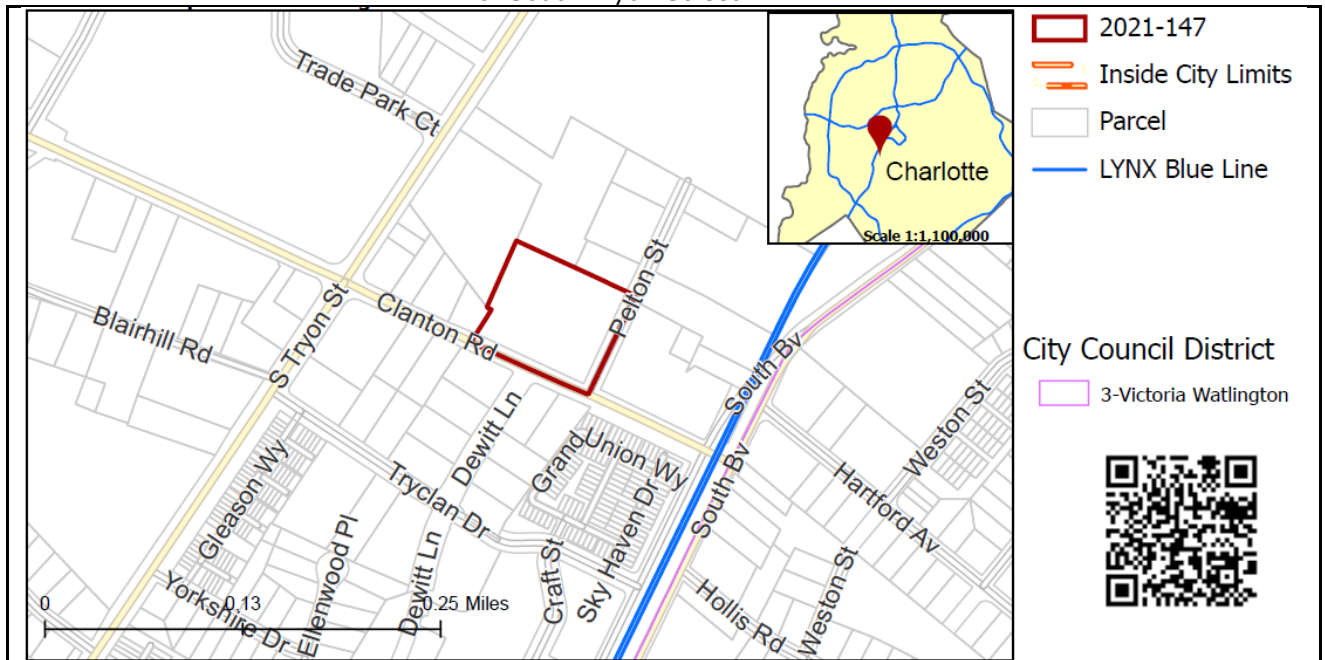 2021-147
Inside City Limits
Parcel
LYNX Blue Line
City Council District
3-Victoria Watlington
Charlotte
Scale 1:1,100,000
Trade Park Ct
S Tryon St
Clanton Rd
Pelton St
Blairhill Rd
South Bv
South Bv
Weston St
Dewitt Ln
Grand
Union Wy
Hartford Av
Gleason Wy
Tryclan Dr
Sky Haven Dr
Craft St
Ellenwood Pl
Dewitt Ln
Yorkshire Dr
Hollis Rd
Weston St
0 0.13 0.25 Miles